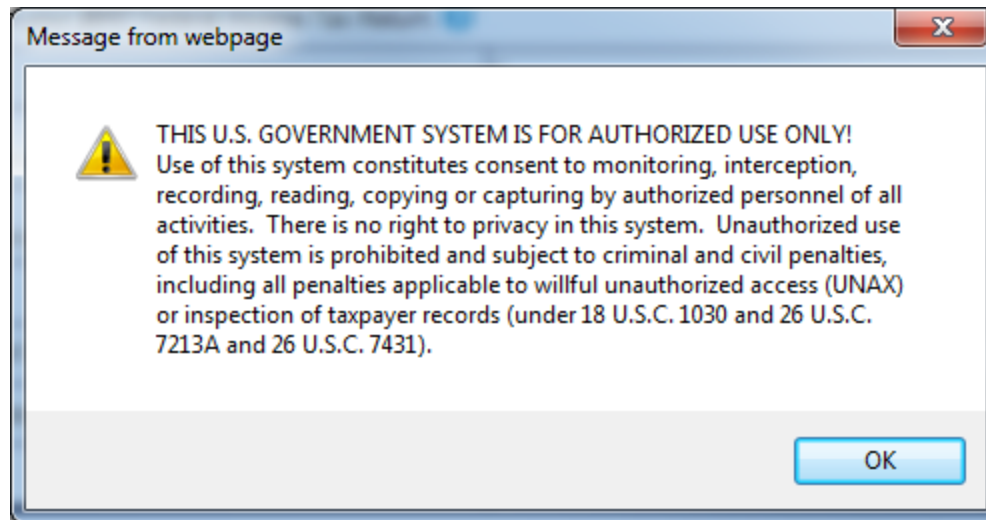 Message from webpage
THIS U.S. GOVERNMENT SYSTEM IS FOR AUTHORIZED USE ONLY!
Use of this system constitutes consent to monitoring, interception,
recording, reading, copying or capturing by authorized personnel of all
activities.  There is no right to privacy in this system.  Unauthorized use
of this system is prohibited and subject to criminal and civil penalties,
including all penalties applicable to willful unauthorized access (UNAX)
or inspection of taxpayer records (under 18 U.S.C. 1030 and 26 U.S.C.
7213A and 26 U.S.C. 7431).
OK